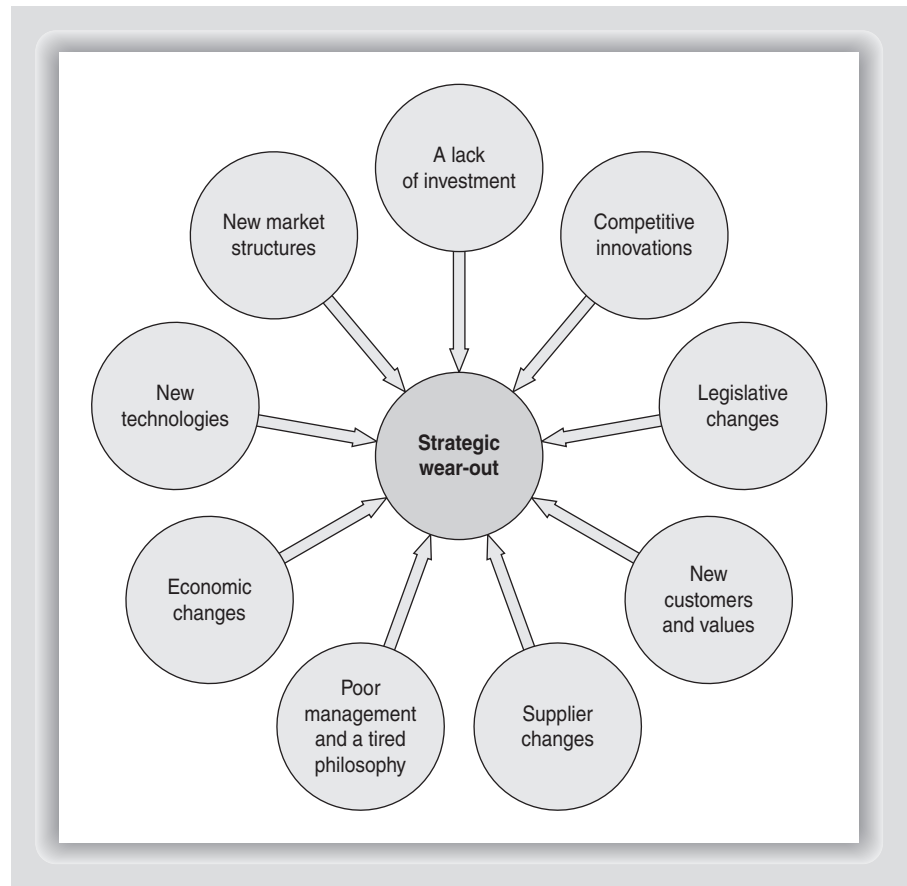 A lack
of investment
Competitive
innovations
Legislative
changes
New
customers
and values
Supplier
changes
Poor
management
and a tired
philosophy
Economic
changes
New
technologies
New market
structures
Strategic
wear-out